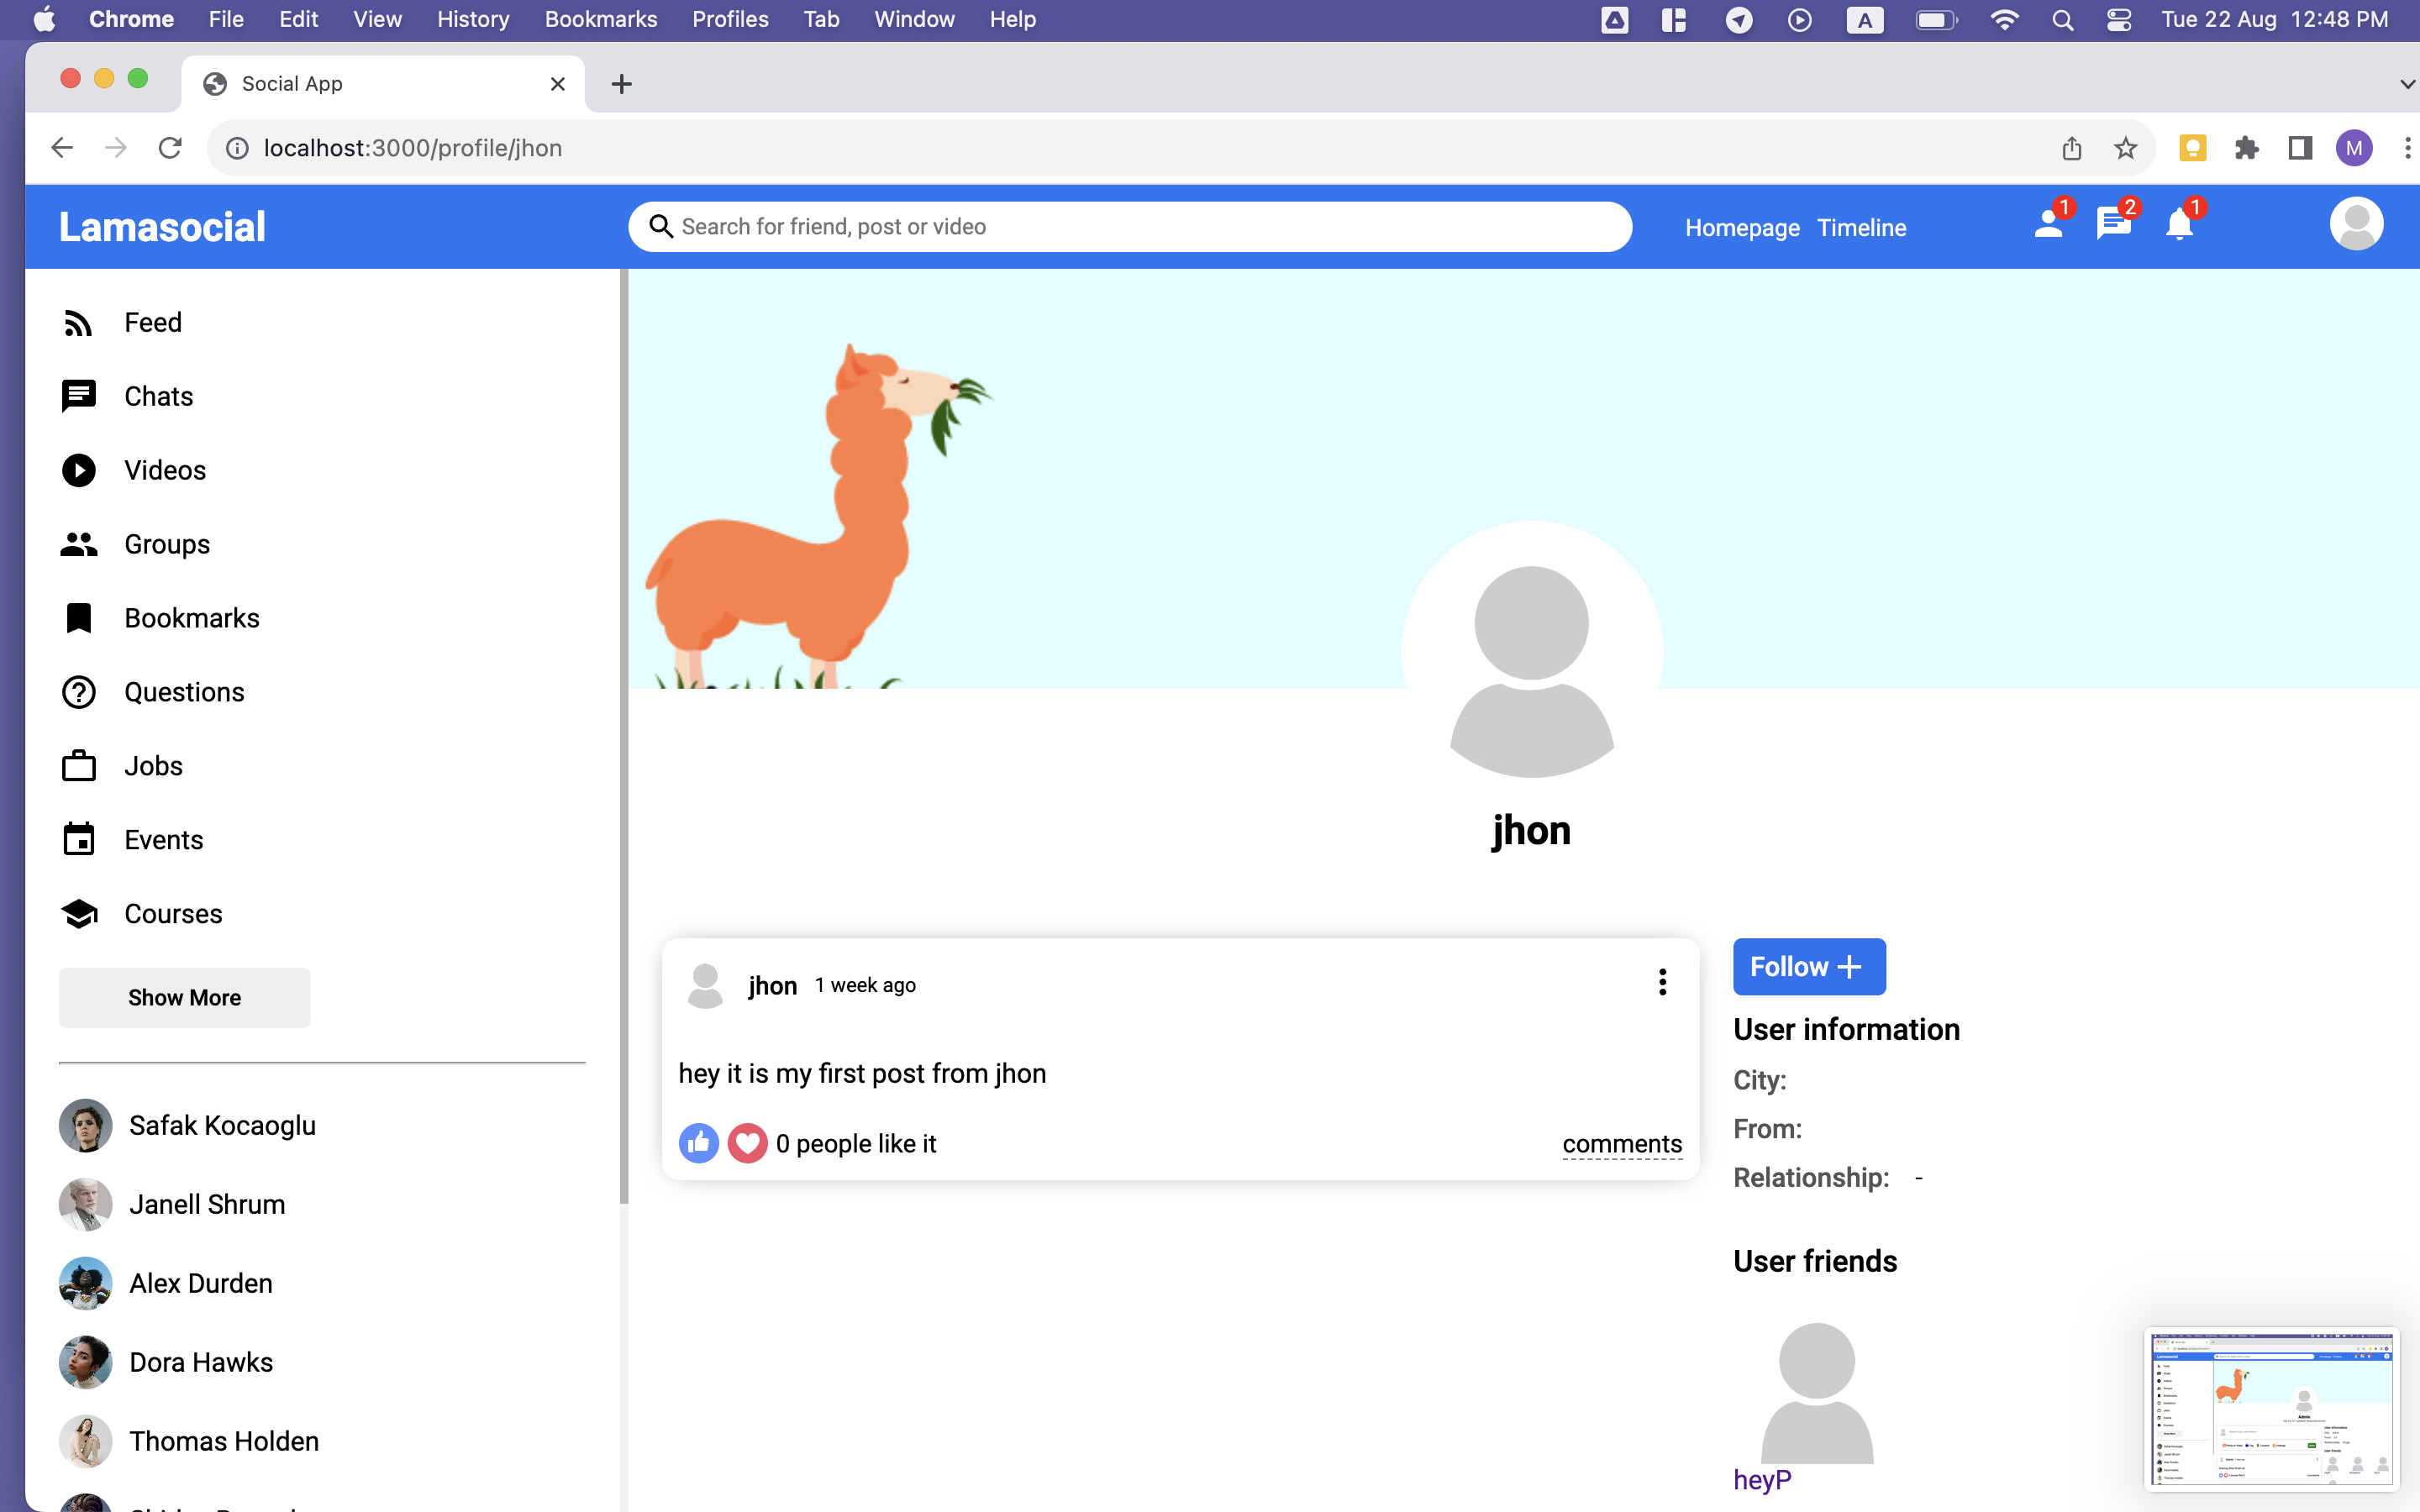 Chrome File Edit View History Bookmarks Profiles Tab Window Help A Tue 22 Aug 12:48 PM
Social App
localhost:3000/profile/jhon M
Lamasocial Search for friend, post or video Homepage Timeline 1 2 1
Feed
Chats
Videos
Groups
Bookmarks
Questions
Jobs
Events
Courses
Show More
Safak Kocaoglu
Janell Shrum
Alex Durden
Dora Hawks
Thomas Holden
jhon
jhon 1 week ago
hey it is my first post from jhon
0 people like it comments
Follow
User information
City:
From:
Relationship: -
User friends
heyP